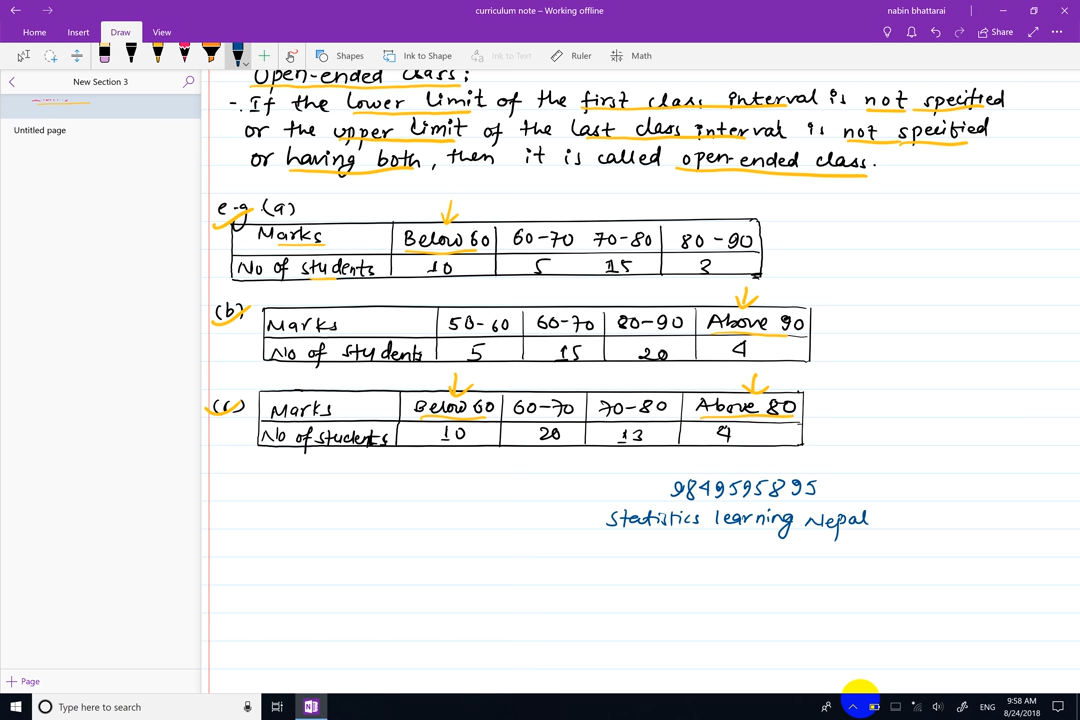 curriculum note – Working offline
nabin bhattarai
Home Insert Draw View
Share
Shapes Ink to Shape Ink to Text Ruler Math
New Section 3
Untitled page
Open-ended class:
-. If the lower limit of the first class interval is not specified
or the upper limit of the last class interval is not specified
or having both, then it is called open-ended class.
e.g. (a)
Marks Below 60 60-70 70-80 80-90
No of students 10 5 15 3
(b)
Marks 50-60 60-70 80-90 Above 90
No of students 5 15 20 4
(c)
Marks Below 60 60-70 70-80 Above 80
No of students 10 20 13 4
9849595895
Statistics learning Nepal
+ Page
Type here to search
ENG
9:58 AM
8/24/2018